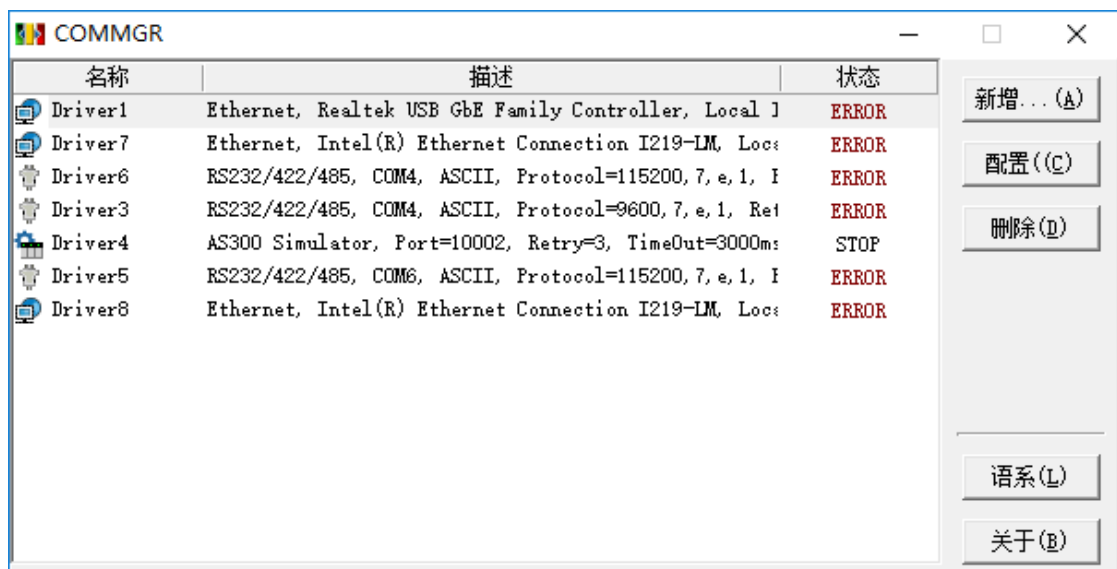 COMMGR
名称 描述 状态
Driver1 Ethernet, Realtek USB GbE Family Controller, Local ERROR
Driver7 Ethernet, Intel(R) Ethernet Connection I219-LM, ERROR
Driver6 RS232/422/485, COM4, ASCII, Protocol=115200,7,e,1, ERROR
Driver3 RS232/422/485, COM4, ASCII, Protocol=9600,7,e,1, ERROR
Driver4 AS300 Simulator, Port=10002, Retry=3, TimeOut=3000ms STOP
Driver5 RS232/422/485, COM6, ASCII, Protocol=115200,7,e,1, ERROR
Driver8 Ethernet, Intel(R) Ethernet Connection I219-LM, ERROR
新增...(A)
配置((C)
删除(D)
语系(L)
关于(B)